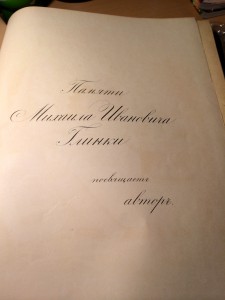 Памяти
Михаила Ивановича
Глинки
посвящаетъ
авторъ.